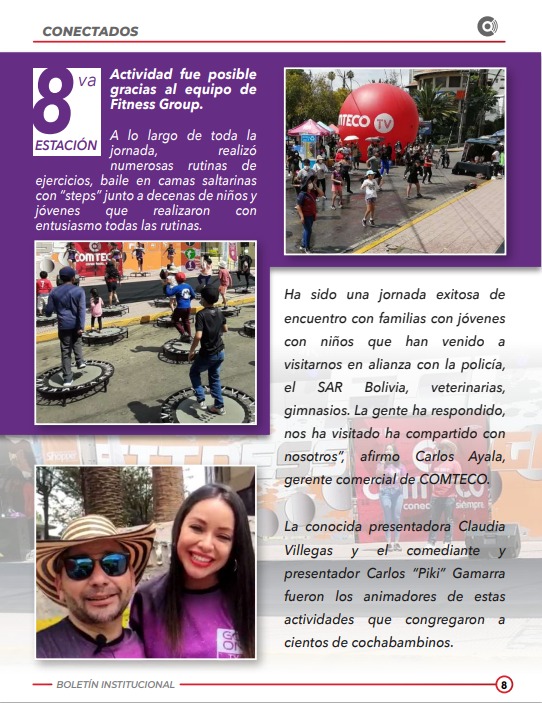 CONECTADOS
8va
ESTACIÓN
Actividad fue posible
gracias al equipo de
Fitness Group.
A lo largo de toda la
jornada, realizó
numerosas rutinas de
ejercicios, baile en camas saltarinas
con “steps” junto a decenas de niños y
jóvenes que realizaron con
entusiasmo todas las rutinas.
MTECO
TV
COMTEC
Ha sido una jornada exitosa de
encuentro con familias con jóvenes
con niños que han venido a
visitarnos en alianza con la policía,
el SAR Bolivia, veterinarias,
gimnasios. La gente ha respondido,
nos ha visitado ha compartido con
nosotros”, afirmo Carlos Ayala,
gerente comercial de COMTECO.
La conocida presentadora Claudia
Villegas y el comediante y
presentador Carlos “Piki” Gamarra
fueron los animadores de estas
actividades que congregaron a
cientos de cochabambinos.
BOLETÍN INSTITUCIONAL
8